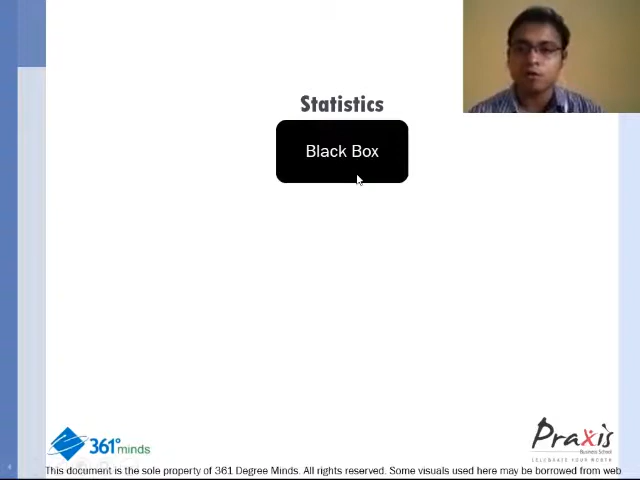 Statistics
Black Box
361°minds
Praxis
Business School
CELEBRATE YOUR WORTH
This document is the sole property of 361 Degree Minds. All rights reserved. Some visuals used here may be borrowed from web